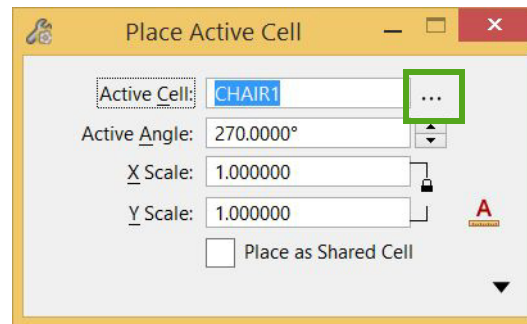 Place Active Cell
Active Cell: CHAIR1 ...
Active Angle: 270.0000°
X Scale: 1.000000
Y Scale: 1.000000
A
Place as Shared Cell